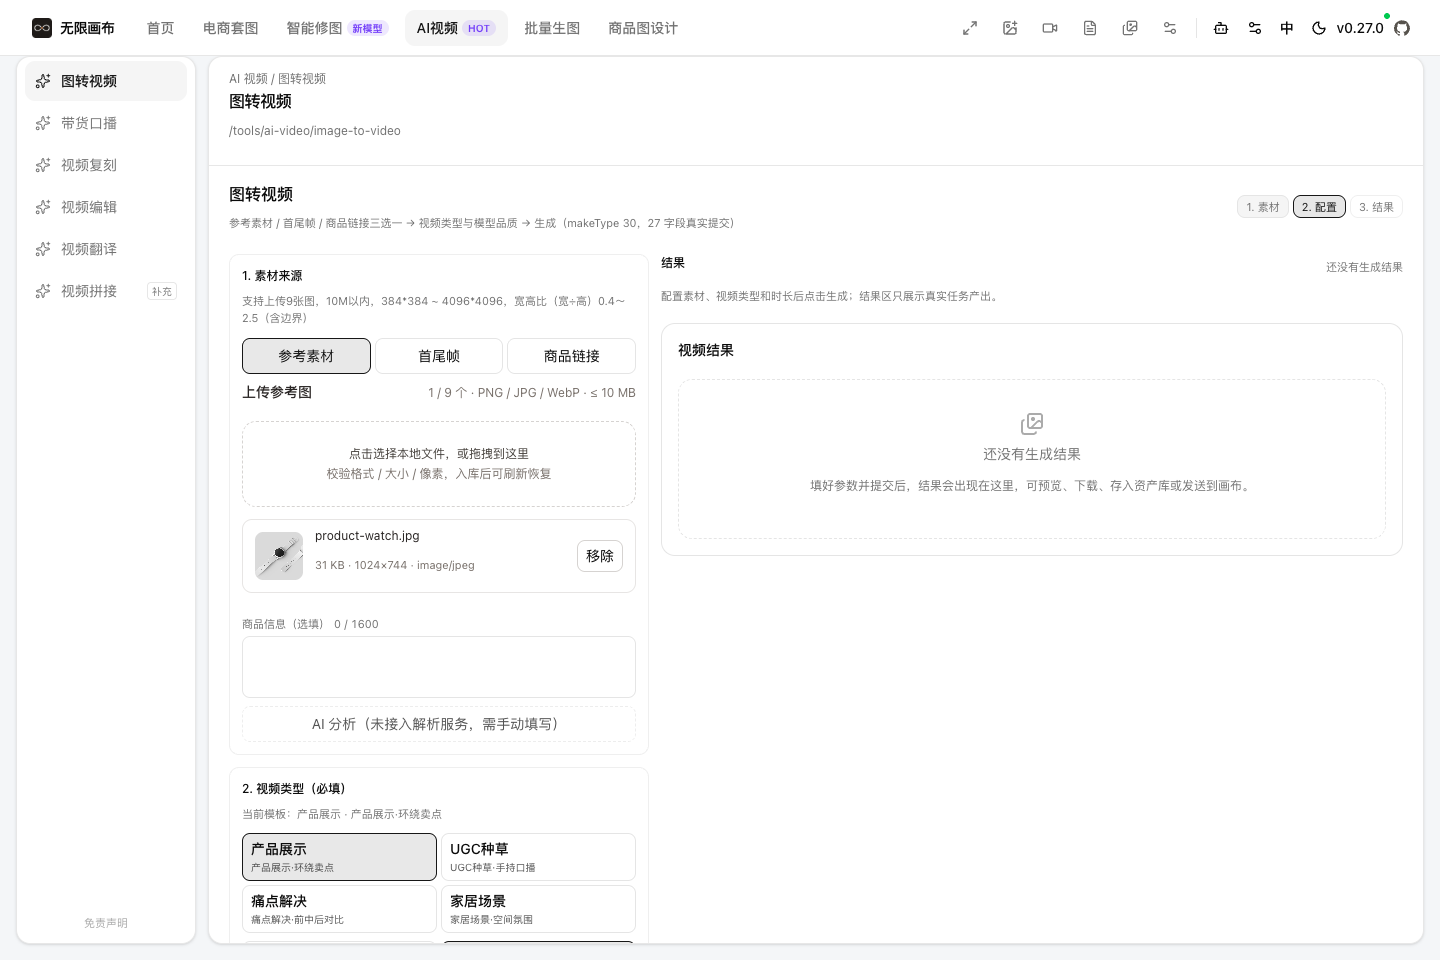 无限画布
首页
电商套图
智能修图 新模型
AI视频 HOT
批量生图
商品图设计
中
v0.27.0
图转视频
带货口播
视频复刻
视频编辑
视频翻译
视频拼接 补充
免责声明
AI 视频 / 图转视频
图转视频
/tools/ai-video/image-to-video
图转视频
参考素材 / 首尾帧 / 商品链接三选一 → 视频类型与模型品质 → 生成（makeType 30，27 字段真实提交）
1. 素材 2. 配置 3. 结果
1. 素材来源
支持上传9张图，10M以内，384*384 ~ 4096*4096，宽高比（宽÷高）0.4～
2.5（含边界）
参考素材 首尾帧 商品链接
上传参考图 1 / 9 个 · PNG / JPG / WebP · ≤ 10 MB
点击选择本地文件，或拖拽到这里
校验格式 / 大小 / 像素，入库后可刷新恢复
product-watch.jpg
31 KB · 1024×744 · image/jpeg
移除
商品信息（选填） 0 / 1600
AI 分析（未接入解析服务，需手动填写）
2. 视频类型（必填）
当前模板：产品展示 · 产品展示·环绕卖点
产品展示
产品展示·环绕卖点
UGC种草
UGC种草·手持口播
痛点解决
痛点解决·前中后对比
家居场景
家居场景·空间氛围
结果
还没有生成结果
配置素材、视频类型和时长后点击生成；结果区只展示真实任务产出。
视频结果
还没有生成结果
填好参数并提交后，结果会出现在这里，可预览、下载、存入资产库或发送到画布。